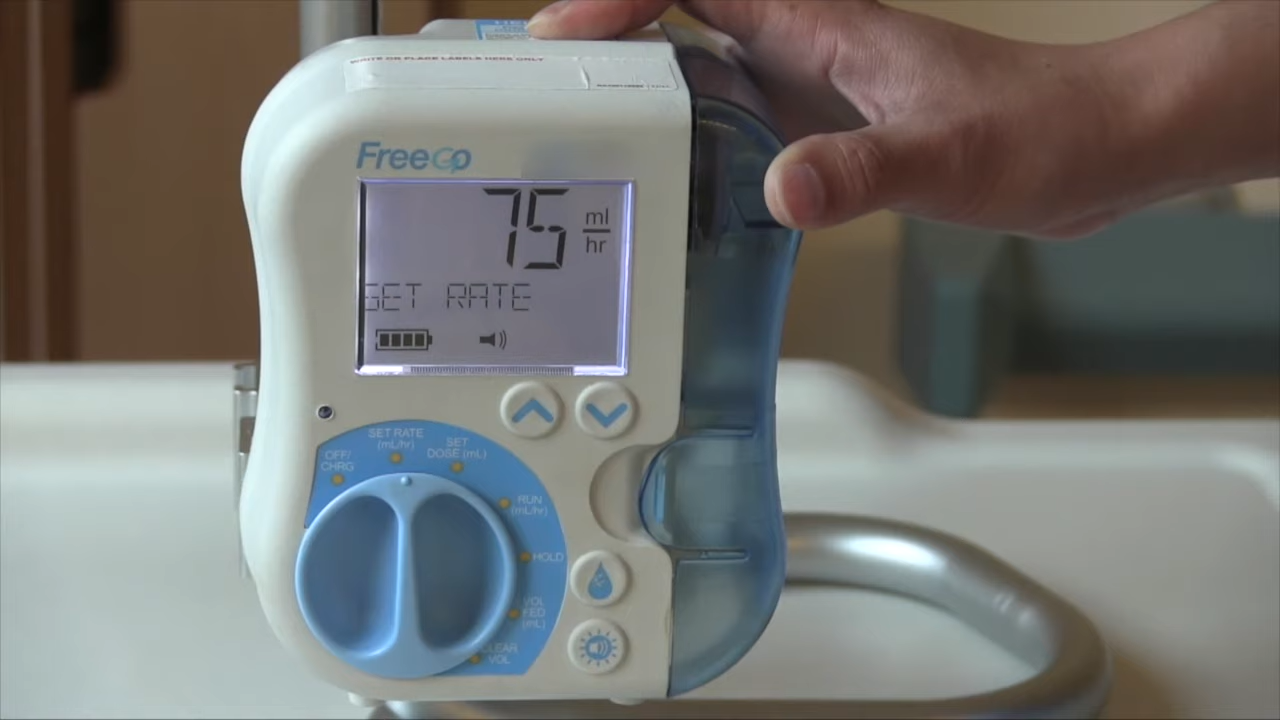 WRITE OR PLACE LABELS HERE ONLY
FreeGo
75 ml
hr
SET RATE
SET RATE
(mL/hr)
SET
DOSE (mL)
OFF/
CHRG
RUN
(mL/hr)
HOLD
VOL
FED
(mL)
CLEAR
VOL